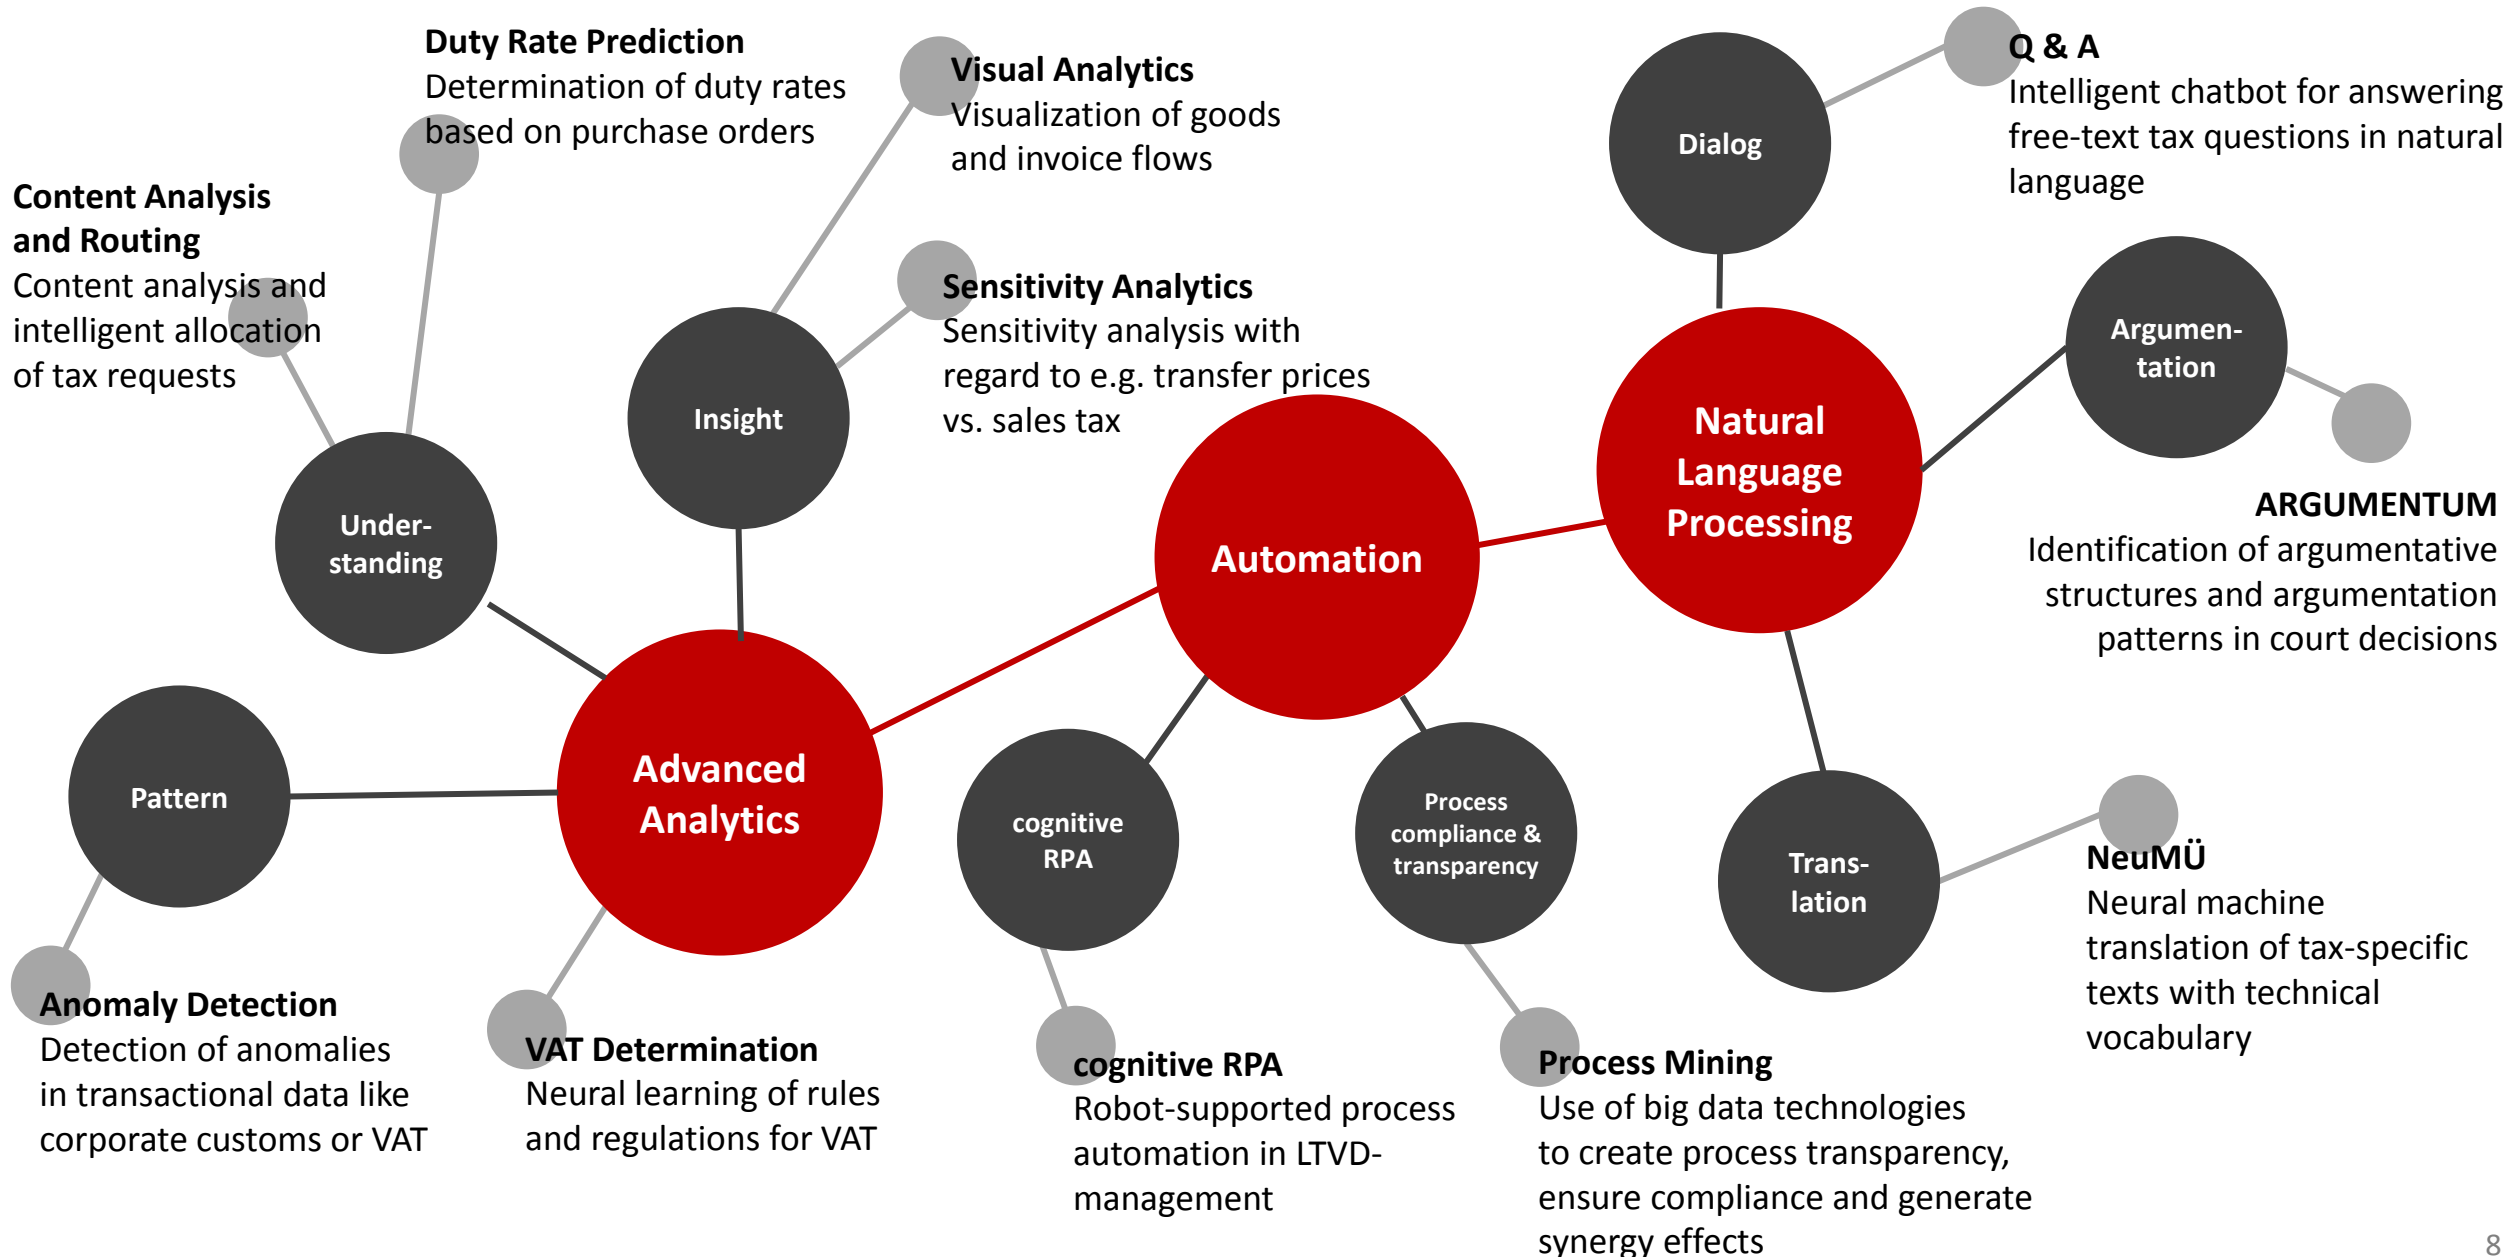 Duty Rate Prediction
Determination of duty rates
based on purchase orders
Visual Analytics
Visualization of goods
and invoice flows
Q & A
Intelligent chatbot for answering
free-text tax questions in natural
language
Dialog
Content Analysis
and Routing
Content analysis and
intelligent allocation
of tax requests
Sensitivity Analytics
Sensitivity analysis with
regard to e.g. transfer prices
vs. sales tax
Insight
Argumen-
tation
Natural
Language
Processing
ARGUMENTUM
Identification of argumentative
structures and argumentation
patterns in court decisions
Under-
standing
Automation
Pattern
Advanced
Analytics
cognitive
RPA
Process
compliance &
transparency
Trans-
lation
NeuMÜ
Neural machine
translation of tax-specific
texts with technical
vocabulary
Anomaly Detection
Detection of anomalies
in transactional data like
corporate customs or VAT
VAT Determination
Neural learning of rules
and regulations for VAT
cognitive RPA
Robot-supported process
automation in LTVD-
management
Process Mining
Use of big data technologies
to create process transparency,
ensure compliance and generate
synergy effects
8